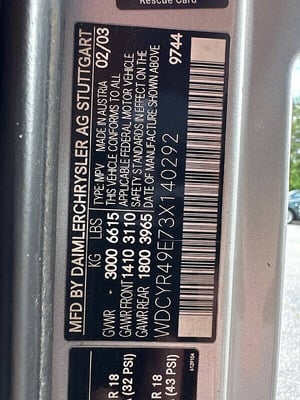 Rescue Card
MFD BY DAIMLERCHRYSLER AG STUTTGART
KG LBS TYPE/MPV MADE IN AUSTRIA 02/03
GVWR 3000 6615 THIS VEHICLE CONFORMS TO ALL
GAWR FRONT 1410 3110 APPLICABLE FEDERAL MOTOR VEHICLE
GAWR REAR 1800 3965 SAFETY STANDARDS IN EFFECT ON THE
DATE OF MANUFACTURE SHOWN ABOVE 9744
WDCYR49E73X140292
R 18
(32 PSI)
R 18
(43 PSI)